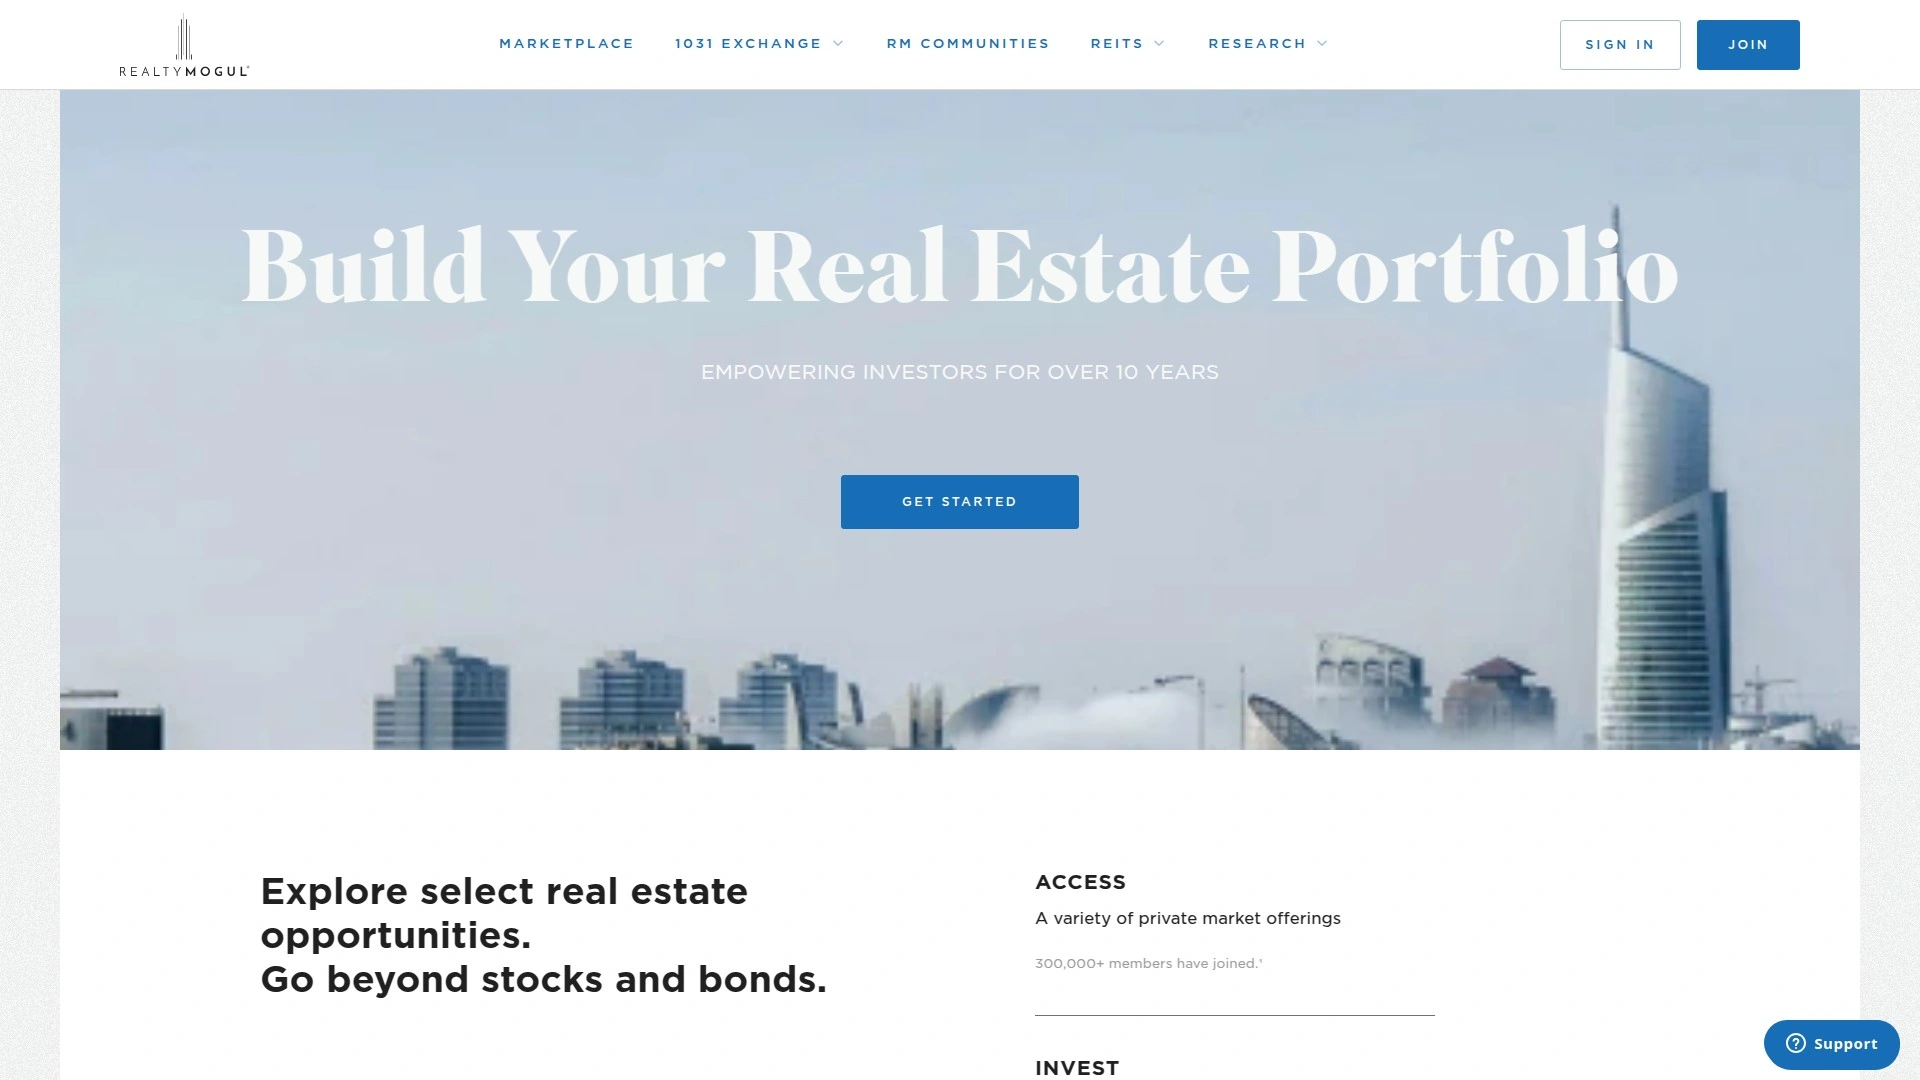 REALTYMOGUL
MARKETPLACE
1031 EXCHANGE
RM COMMUNITIES
REITS
RESEARCH
SIGN IN
JOIN
Build Your Real Estate Portfolio
EMPOWERING INVESTORS FOR OVER 10 YEARS
GET STARTED
Explore select real estate
opportunities.
Go beyond stocks and bonds.
ACCESS
A variety of private market offerings
300,000+ members have joined.¹
INVEST
Support